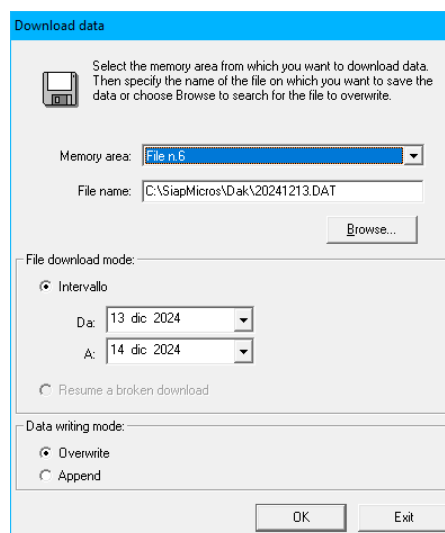 Download data
Select the memory area from which you want to download data.
Then specify the name of the file on which you want to save the
data or choose Browse to search for the file to overwrite.
Memory area: File n.6
File name: C:\SiapMicros\Dak\20241213.DAT
Browse...
File download mode:
Intervallo
Da: 13 dic 2024
A: 14 dic 2024
Resume a broken download
Data writing mode:
Overwrite
Append
OK Exit